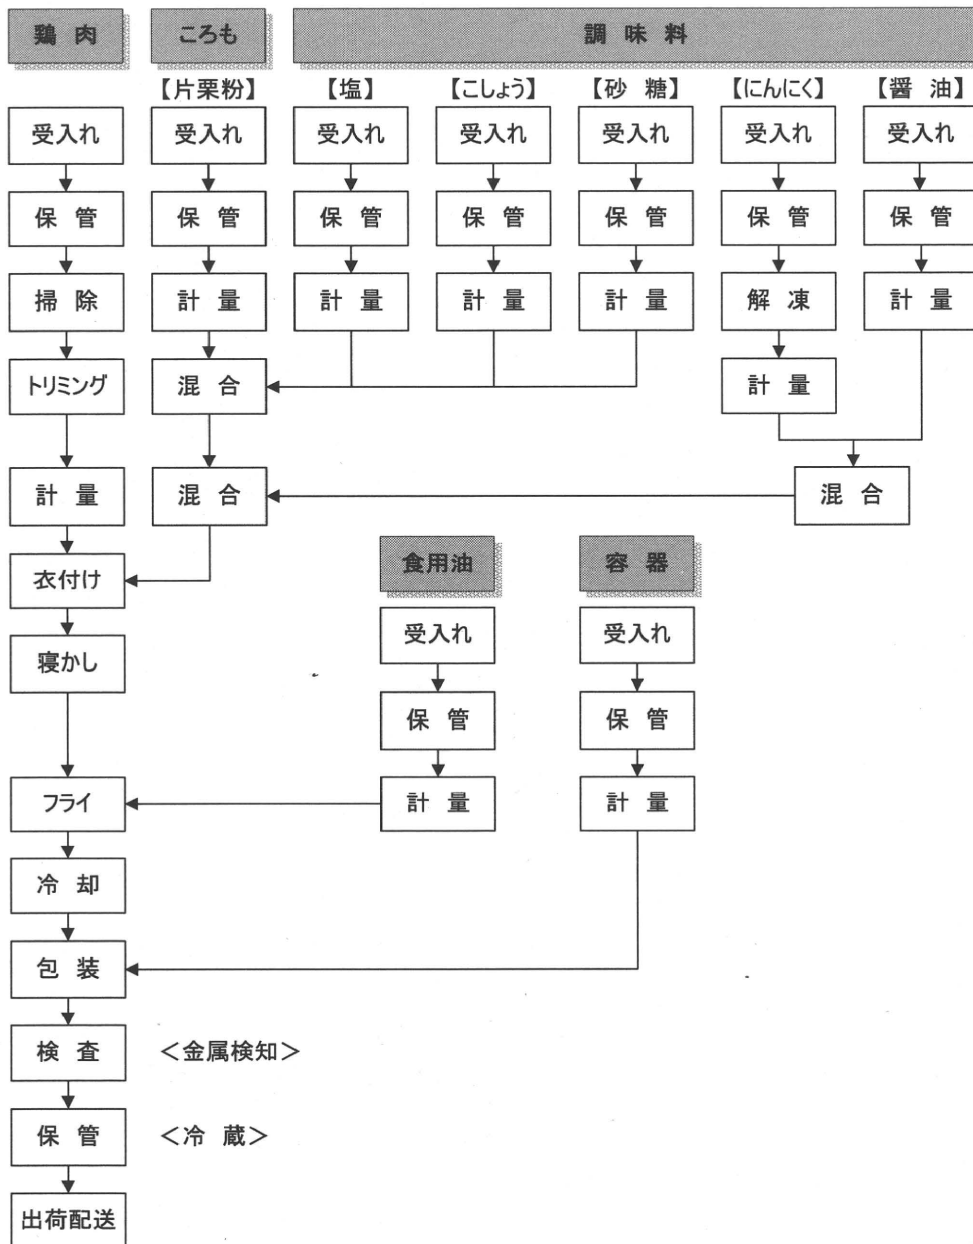 鶏 肉 ころも 調 味 料
【片栗粉】 【塩】 【こしょう】 【砂 糖】 【にんにく】 【醤 油】
受入れ 受入れ 受入れ 受入れ 受入れ 受入れ 受入れ
保 管 保 管 保 管 保 管 保 管 保 管 保 管
掃 除 計 量 計 量 計 量 計 量 解 凍 計 量
トリミング 混 合 計 量
計 量 混 合 混 合
食用油 容 器
衣付け
受入れ 受入れ
寝かし
保 管 保 管
フライ 計 量 計 量
冷 却
包 装
検 査 <金属検知>
保 管 <冷 蔵>
出荷配送